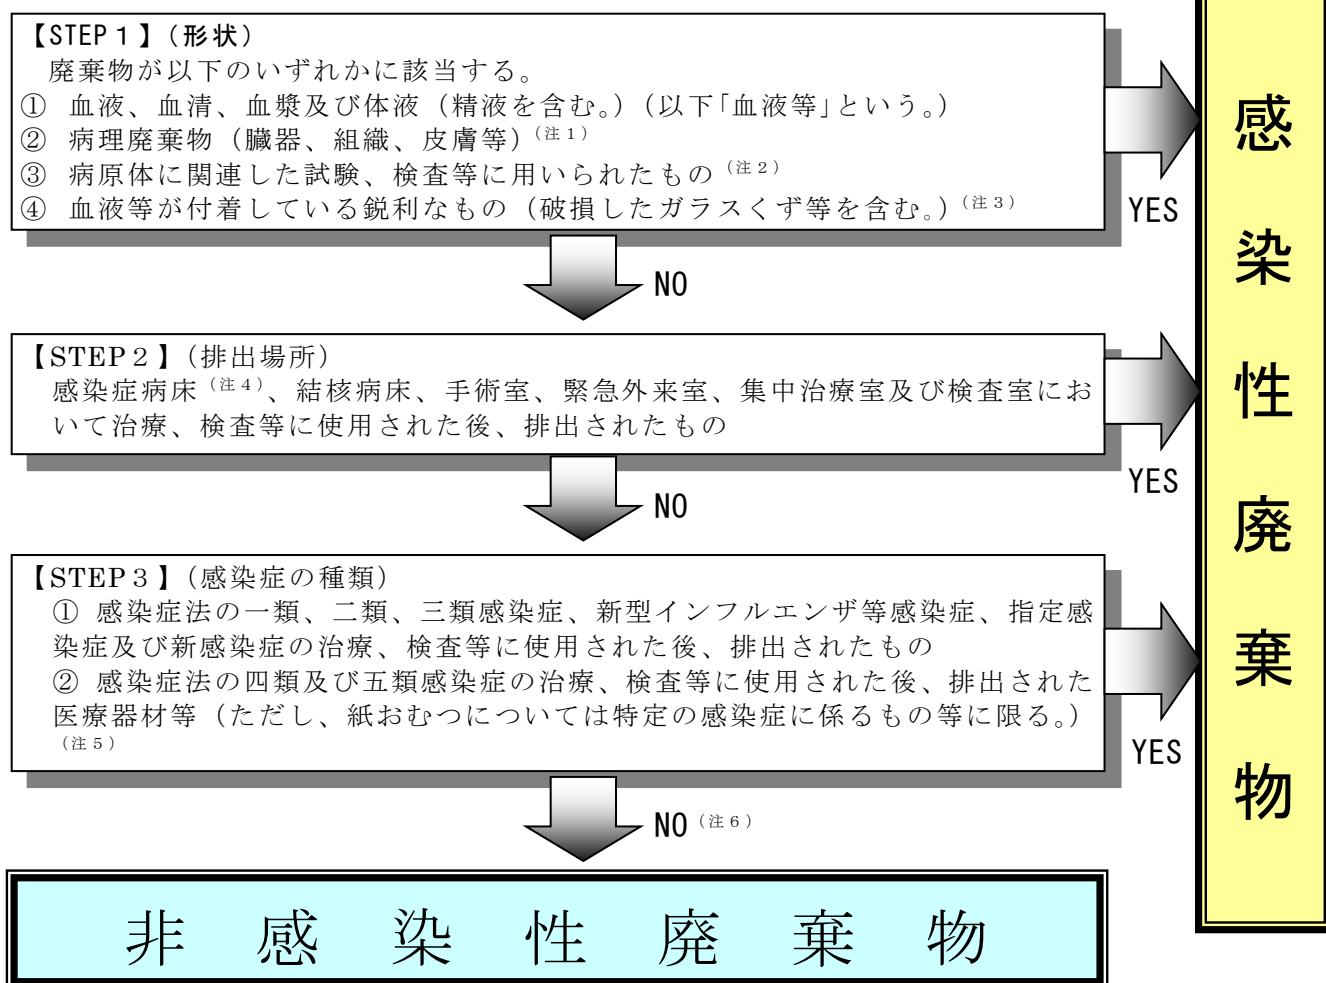 【STEP１】（形状）
廃棄物が以下のいずれかに該当する。
① 血液、血清、血漿及び体液（精液を含む。）（以下「血液等」という。）
② 病理廃棄物（臓器、組織、皮膚等）（注１）
③ 病原体に関連した試験、検査等に用いられたもの（注２）
④ 血液等が付着している鋭利なもの（破損したガラスくず等を含む。）（注３）
YES
NO
【STEP２】（排出場所）
感染症病床（注４）、結核病床、手術室、緊急外来室、集中治療室及び検査室にお
いて治療、検査等に使用された後、排出されたもの
YES
NO
【STEP３】（感染症の種類）
① 感染症法の一類、二類、三類感染症、新型インフルエンザ等感染症、指定感
染症及び新感染症の治療、検査等に使用された後、排出されたもの
② 感染症法の四類及び五類感染症の治療、検査等に使用された後、排出された
医療器材等（ただし、紙おむつについては特定の感染症に係るもの等に限る。）
（注５）
YES
NO（注６）
非感染性廃棄物
感染性廃棄物